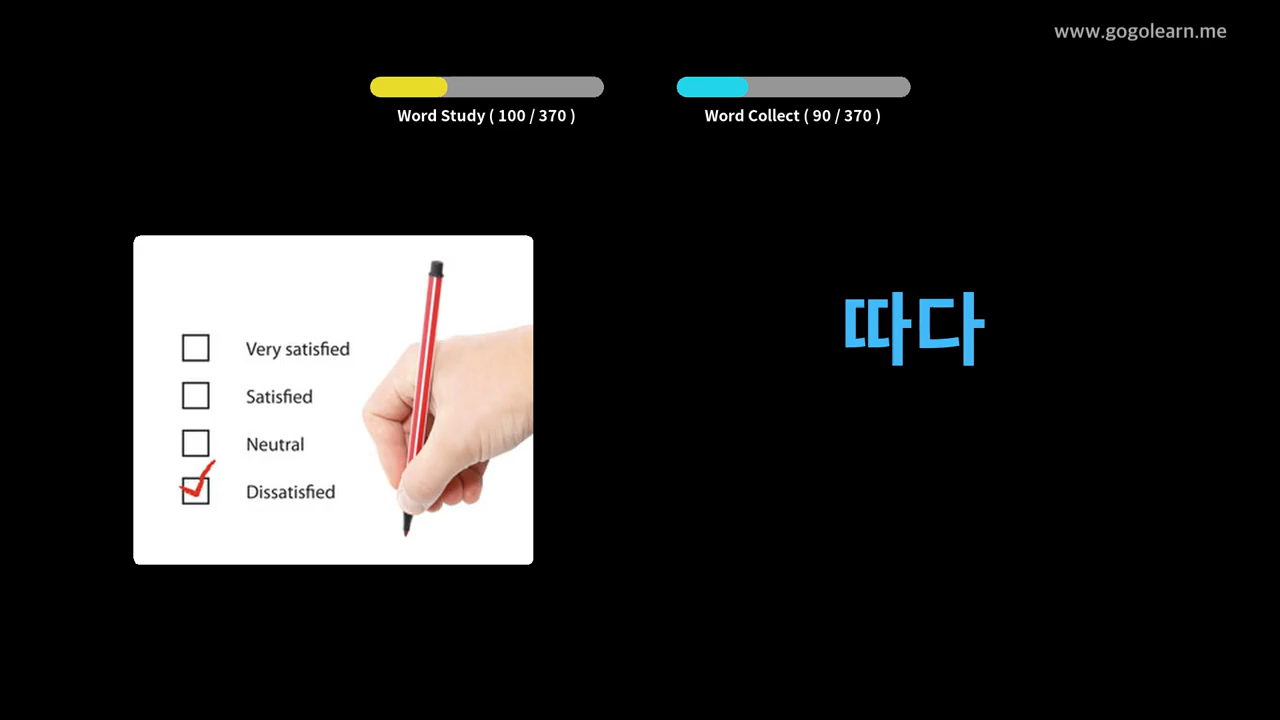 www.gogolearn.me
Word Study ( 100 / 370 )
Word Collect ( 90 / 370 )
Very satisfied
Satisfied
Neutral
Dissatisfied
따다